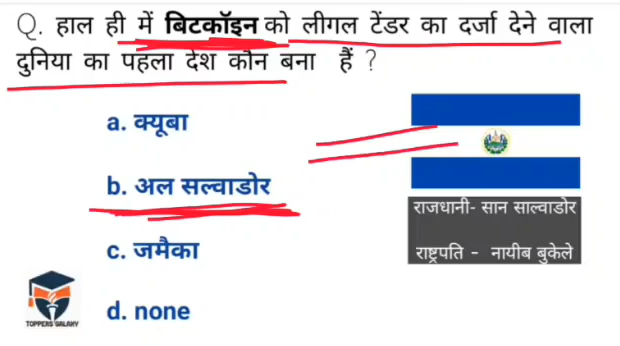 Q. हाल ही में बिटकॉइन को लीगल टेंडर का दर्जा देने वाला
दुनिया का पहला देश कौन बना हैं ?
a. क्यूबा
b. अल सल्वाडोर
c. जमैका
d. none
राजधानी- सान साल्वाडोर
राष्ट्रपति - नायीब बुकेले
TOPPERS GALAXY